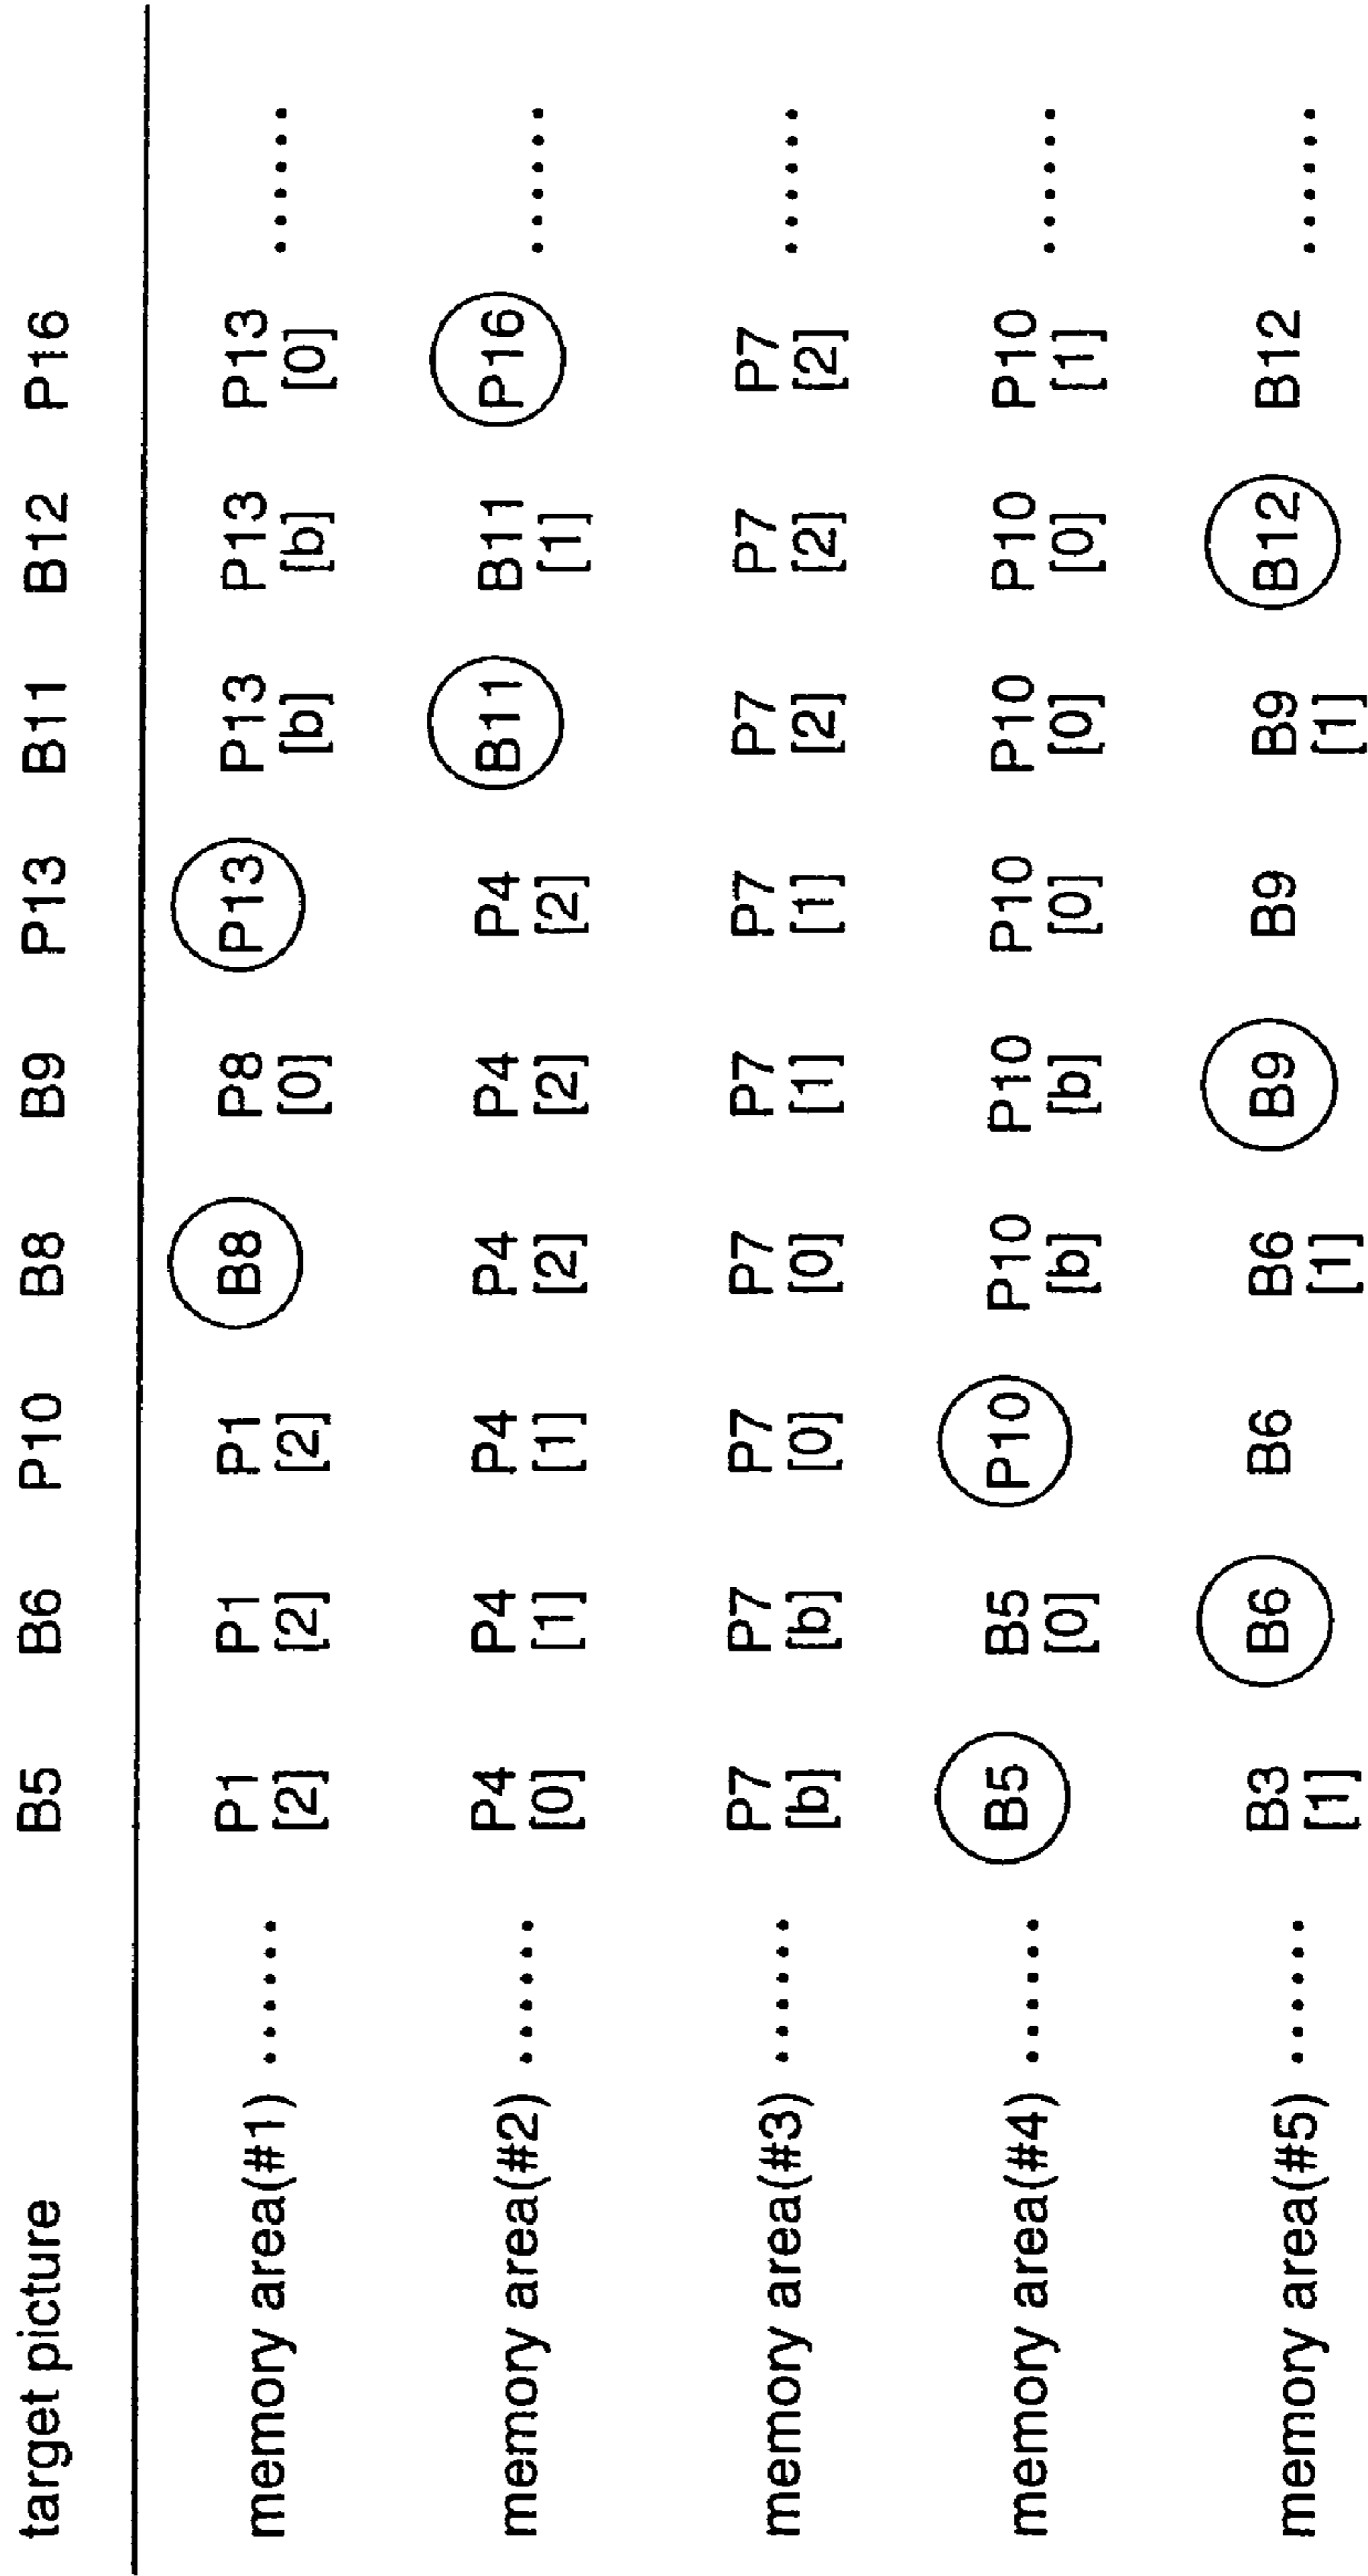 target picture B5 B6 P10 B8 B9 P13 B11 B12 P16
memory area(#1) ...... P1 P1 P1 B8 P8 P13 P13 P13 P13 ......
[2] [2] [2] [0] [b] [b] [0]
memory area(#2) ...... P4 P4 P4 P4 P4 P4 B11 B11 P16 ......
[0] [1] [1] [2] [2] [2] [1]
memory area(#3) ...... P7 P7 P7 P7 P7 P7 P7 P7 P7 ......
[b] [b] [0] [0] [1] [1] [2] [2] [2]
memory area(#4) ...... B5 B5 P10 P10 P10 P10 P10 P10 P10 ......
[0] [b] [b] [0] [0] [0] [1]
memory area(#5) ...... B3 B6 B6 B6 B9 B9 B9 B12 B12 ......
[1] [1] [1]